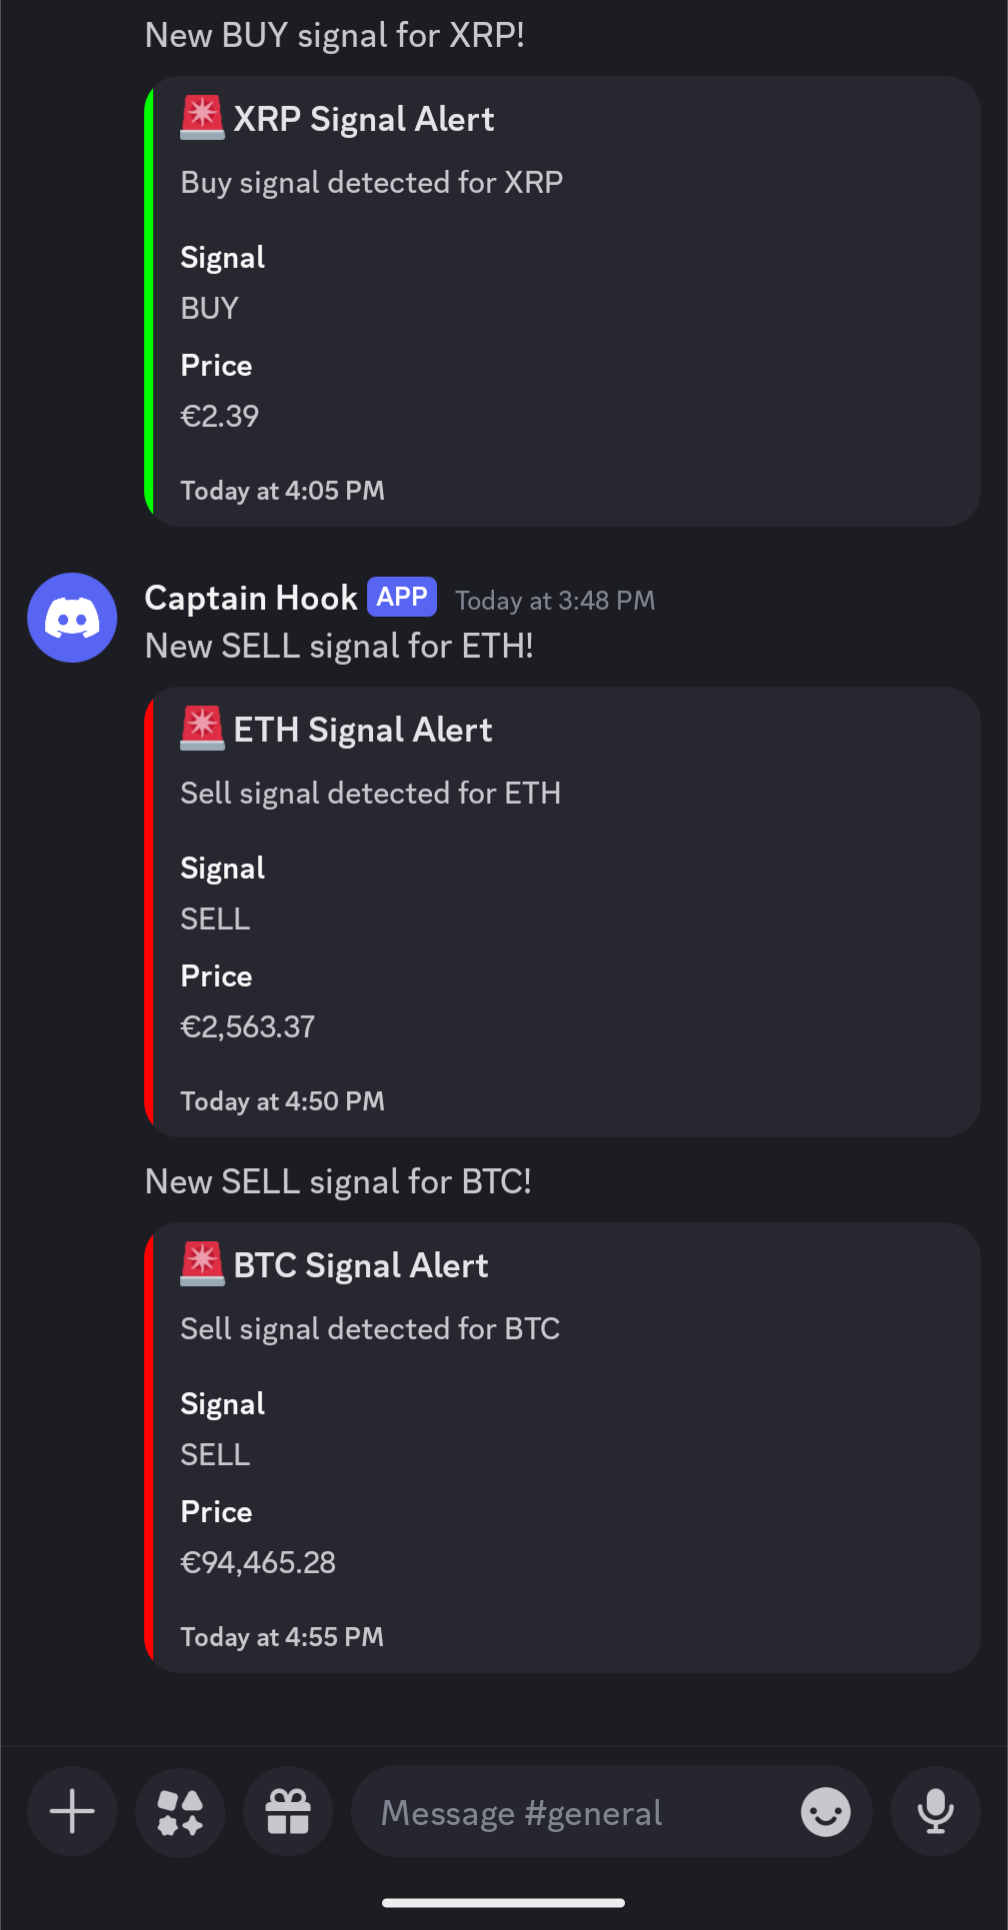 New BUY signal for XRP!
XRP Signal Alert
Buy signal detected for XRP
Signal
BUY
Price
€2.39
Today at 4:05 PM
Captain Hook APP Today at 3:48 PM
New SELL signal for ETH!
ETH Signal Alert
Sell signal detected for ETH
Signal
SELL
Price
€2,563.37
Today at 4:50 PM
New SELL signal for BTC!
BTC Signal Alert
Sell signal detected for BTC
Signal
SELL
Price
€94,465.28
Today at 4:55 PM
Message #general